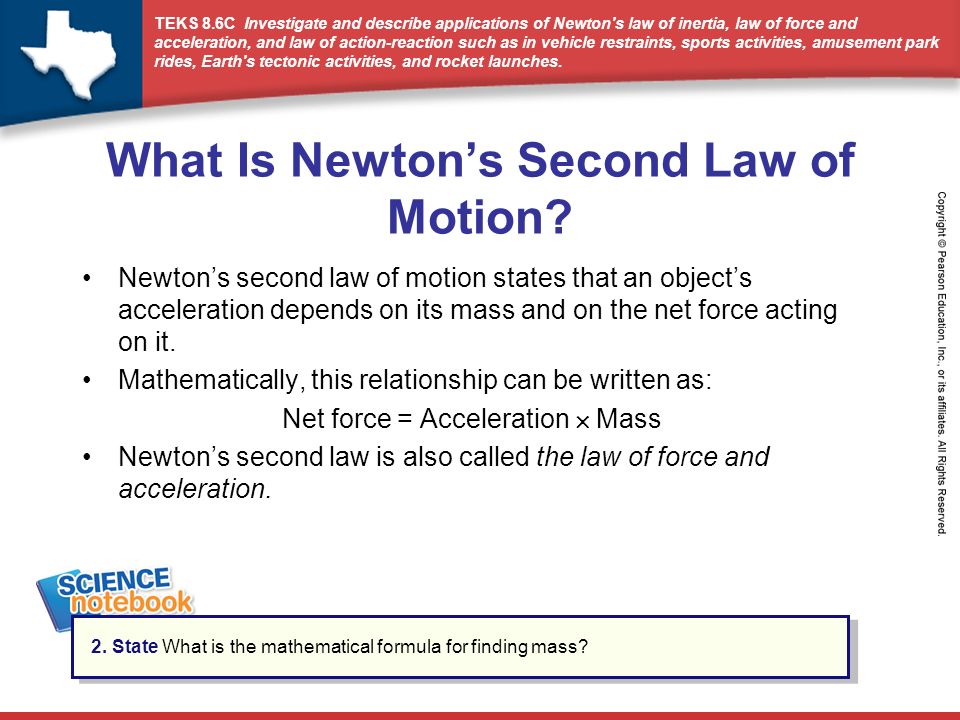 TEKS 8.6C Investigate and describe applications of Newton's law of inertia, law of force and
acceleration, and law of action-reaction such as in vehicle restraints, sports activities, amusement park
rides, Earth's tectonic activities, and rocket launches.
What Is Newton’s Second Law of
Motion?
• Newton’s second law of motion states that an object’s
acceleration depends on its mass and on the net force acting
on it.
• Mathematically, this relationship can be written as:
Net force = Acceleration × Mass
• Newton’s second law is also called the law of force and
acceleration.
Copyright © Pearson Education, Inc., or its affiliates. All Rights Reserved.
SCIENCE
notebook
2. State What is the mathematical formula for finding mass?